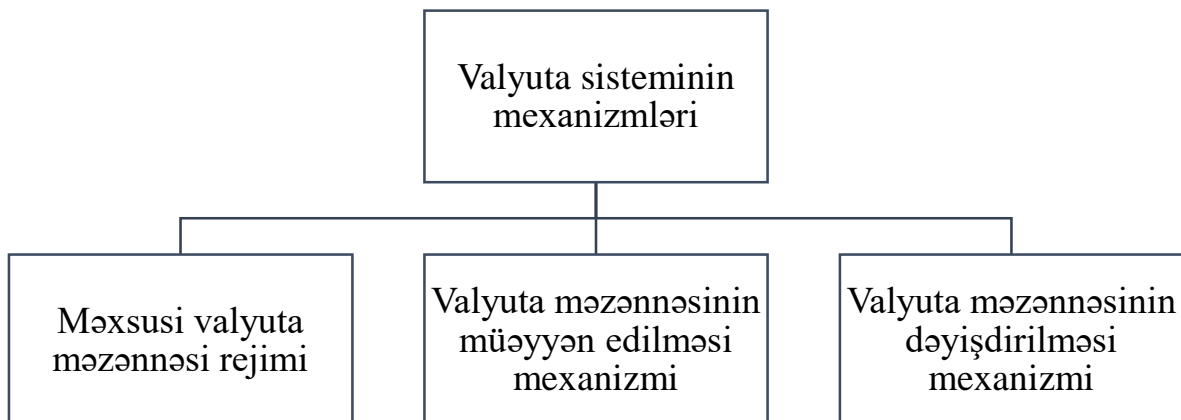 Valyuta sisteminin
mexanizmləri
Məxsusi valyuta
məzənnəsi rejimi
Valyuta məzənnəsinin
müəyyən edilməsi
mexanizmi
Valyuta məzənnəsinin
dəyişdirilməsi
mexanizmi